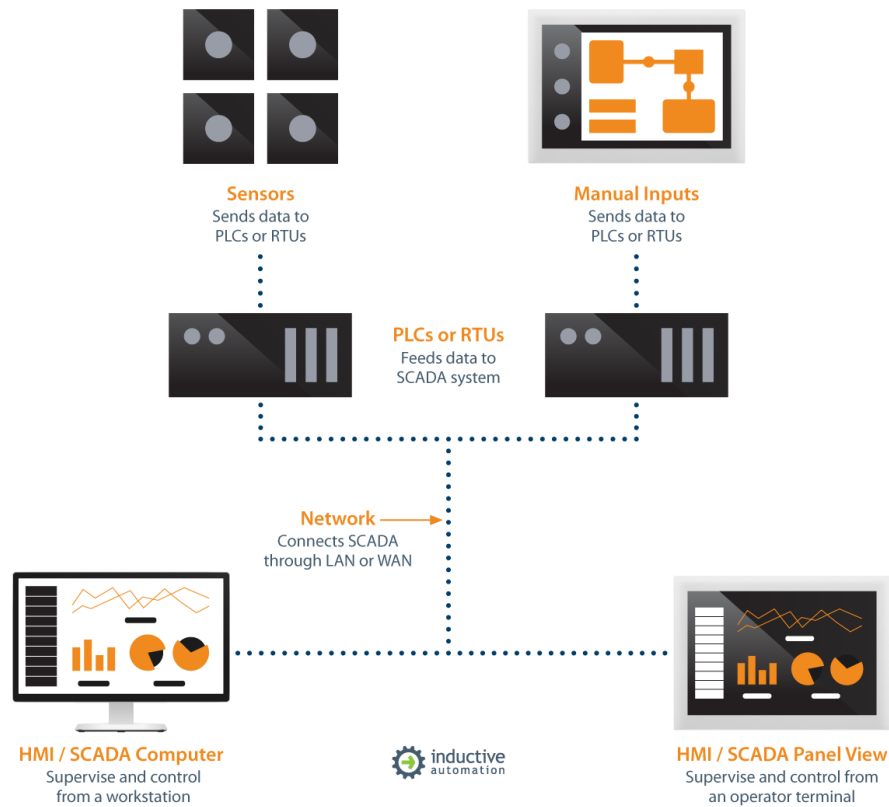 Sensors
Sends data to
PLCs or RTUs
Manual Inputs
Sends data to
PLCs or RTUs
PLCs or RTUs
Feeds data to
SCADA system
Network
Connects SCADA
through LAN or WAN
HMI / SCADA Computer
Supervise and control
from a workstation
inductive
automation
HMI / SCADA Panel View
Supervise and control from
an operator terminal